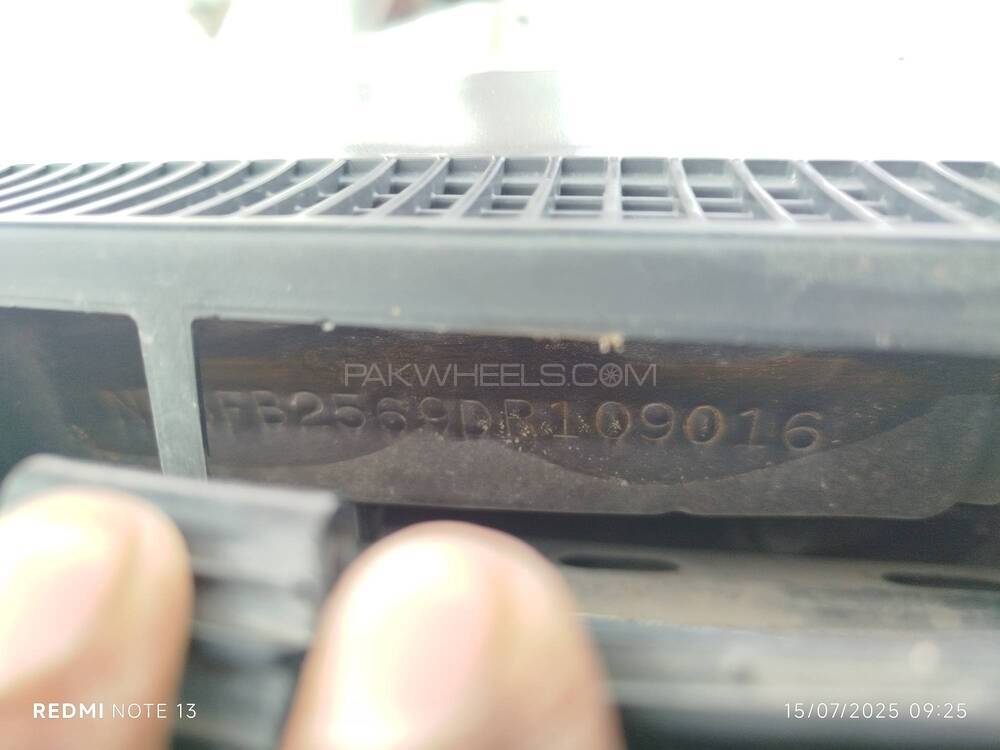 PAKWHEELS.COM
FB2569DR109016
REDMI NOTE 13
15/07/2025 09:25